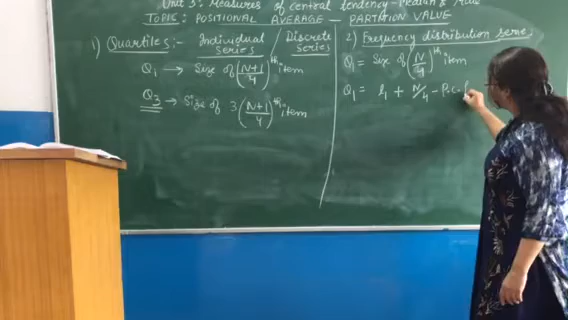 Unit 3: Measures of central tendency - Median &
TOPIC: POSITIONAL AVERAGE - PARTATION VALUE
1) Quartiles:- Individual Series / Discrete Series
Q1 → Size of (N+1/4)th item
Q3 → Size of 3(N+1/4)th item
2) Frequency distribution series
Q1 = Size of (N/4)th item
Q1 = l1 + N/4 - P.c.f